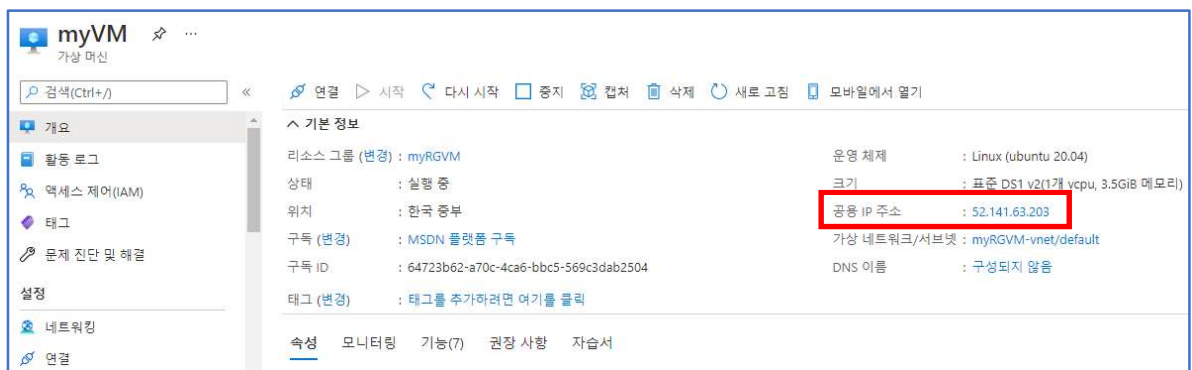 myVM
가상 머신
검색(Ctrl+/)
개요
활동 로그
액세스 제어(IAM)
태그
문제 진단 및 해결
설정
네트워킹
연결
연결 시작 다시 시작 중지 캡처 삭제 새로 고침 모바일에서 열기
기본 정보
리소스 그룹 (변경) : myRGVM
상태 : 실행 중
위치 : 한국 중부
구독 (변경) : MSDN 플랫폼 구독
구독 ID : 64723b62-a70c-4ca6-bbc5-569c3dab2504
태그 (변경) : 태그를 추가하려면 여기를 클릭
운영 체제 : Linux (ubuntu 20.04)
크기 : 표준 DS1 v2(1개 vcpu, 3.5GiB 메모리)
공용 IP 주소 : 52.141.63.203
가상 네트워크/서브넷 : myRGVM-vnet/default
DNS 이름 : 구성되지 않음
속성 모니터링 기능(7) 권장 사항 자습서